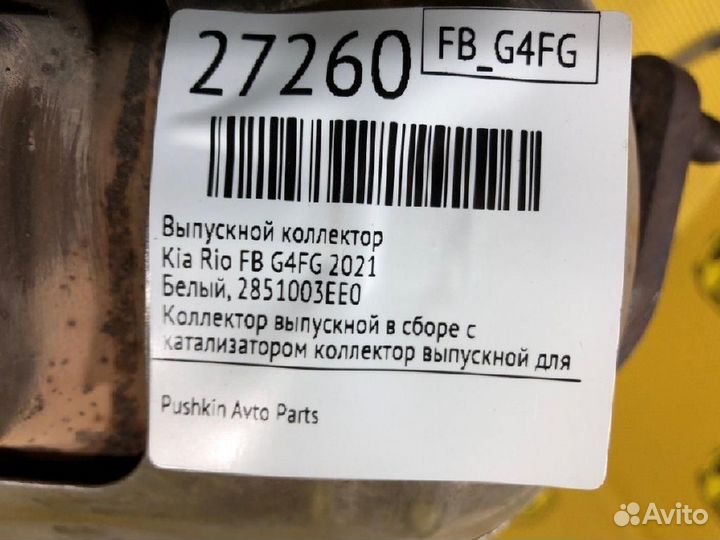 27260
FB_G4FG
Выпускной коллектор
Kia Rio FB G4FG 2021
Белый, 2851003EE0
Коллектор выпускной в сборе с
катализатором коллектор выпускной для
Pushkin Avto Parts
Avito